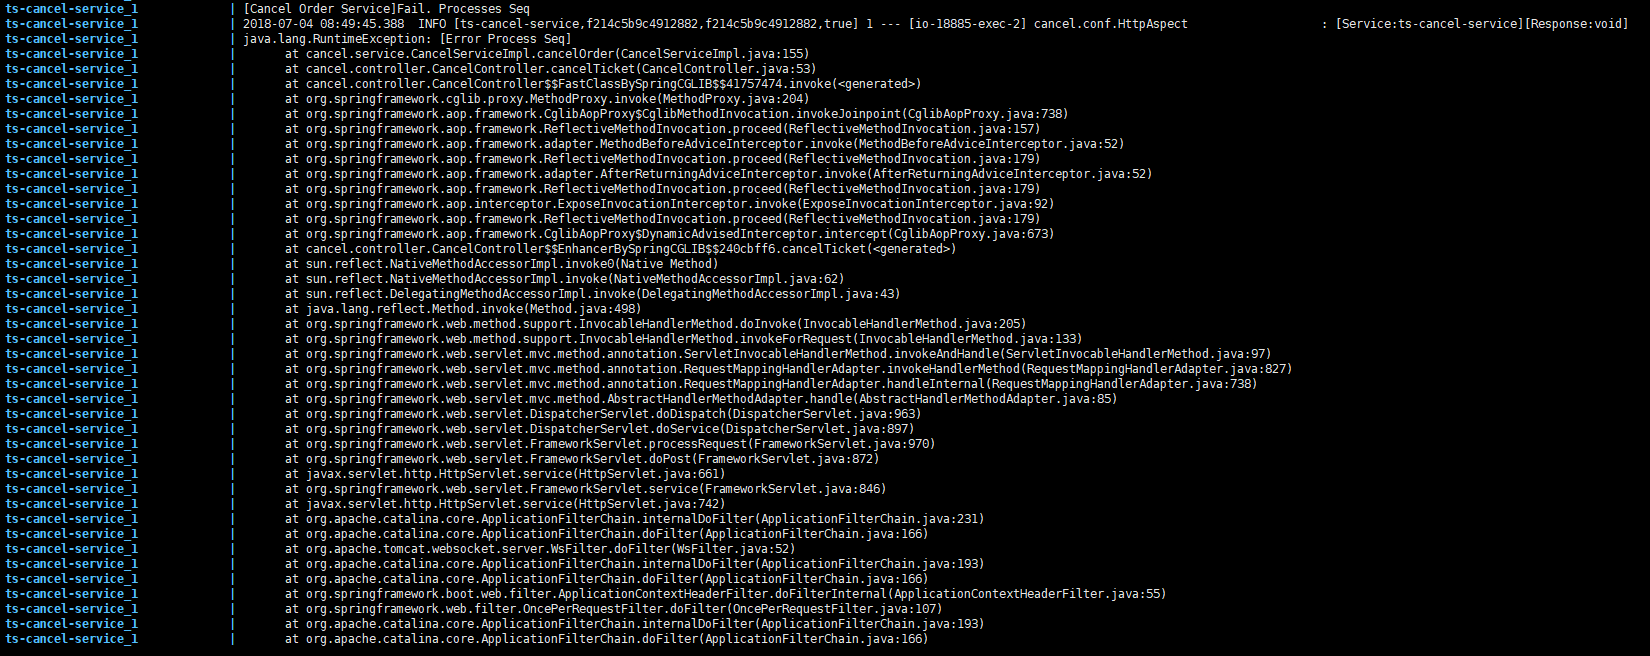 ts-cancel-service_1 | [Cancel Order Service]Fail. Processes Seq
ts-cancel-service_1 | 2018-07-04 08:49:45.388  INFO [ts-cancel-service,f214c5b9c4912882,f214c5b9c4912882,true] 1 --- [io-18885-exec-2] cancel.conf.HttpAspect                   : [Service:ts-cancel-service][Response:void]
ts-cancel-service_1 | java.lang.RuntimeException: [Error Process Seq]
ts-cancel-service_1 | at cancel.service.CancelServiceImpl.cancelOrder(CancelServiceImpl.java:155)
ts-cancel-service_1 | at cancel.controller.CancelController.cancelTicket(CancelController.java:53)
ts-cancel-service_1 | at cancel.controller.CancelController$$FastClassBySpringCGLIB$$41757474.invoke(<generated>)
ts-cancel-service_1 | at org.springframework.cglib.proxy.MethodProxy.invoke(MethodProxy.java:204)
ts-cancel-service_1 | at org.springframework.aop.framework.CglibAopProxy$CglibMethodInvocation.invokeJoinpoint(CglibAopProxy.java:738)
ts-cancel-service_1 | at org.springframework.aop.framework.ReflectiveMethodInvocation.proceed(ReflectiveMethodInvocation.java:157)
ts-cancel-service_1 | at org.springframework.aop.framework.adapter.MethodBeforeAdviceInterceptor.invoke(MethodBeforeAdviceInterceptor.java:52)
ts-cancel-service_1 | at org.springframework.aop.framework.ReflectiveMethodInvocation.proceed(ReflectiveMethodInvocation.java:179)
ts-cancel-service_1 | at org.springframework.aop.framework.adapter.AfterReturningAdviceInterceptor.invoke(AfterReturningAdviceInterceptor.java:52)
ts-cancel-service_1 | at org.springframework.aop.framework.ReflectiveMethodInvocation.proceed(ReflectiveMethodInvocation.java:179)
ts-cancel-service_1 | at org.springframework.aop.interceptor.ExposeInvocationInterceptor.invoke(ExposeInvocationInterceptor.java:92)
ts-cancel-service_1 | at org.springframework.aop.framework.ReflectiveMethodInvocation.proceed(ReflectiveMethodInvocation.java:179)
ts-cancel-service_1 | at org.springframework.aop.framework.CglibAopProxy$DynamicAdvisedInterceptor.intercept(CglibAopProxy.java:673)
ts-cancel-service_1 | at cancel.controller.CancelController$$EnhancerBySpringCGLIB$$240cbff6.cancelTicket(<generated>)
ts-cancel-service_1 | at sun.reflect.NativeMethodAccessorImpl.invoke0(Native Method)
ts-cancel-service_1 | at sun.reflect.NativeMethodAccessorImpl.invoke(NativeMethodAccessorImpl.java:62)
ts-cancel-service_1 | at sun.reflect.DelegatingMethodAccessorImpl.invoke(DelegatingMethodAccessorImpl.java:43)
ts-cancel-service_1 | at java.lang.reflect.Method.invoke(Method.java:498)
ts-cancel-service_1 | at org.springframework.web.method.support.InvocableHandlerMethod.doInvoke(InvocableHandlerMethod.java:205)
ts-cancel-service_1 | at org.springframework.web.method.support.InvocableHandlerMethod.invokeForRequest(InvocableHandlerMethod.java:133)
ts-cancel-service_1 | at org.springframework.web.servlet.mvc.method.annotation.ServletInvocableHandlerMethod.invokeAndHandle(ServletInvocableHandlerMethod.java:97)
ts-cancel-service_1 | at org.springframework.web.servlet.mvc.method.annotation.RequestMappingHandlerAdapter.invokeHandlerMethod(RequestMappingHandlerAdapter.java:827)
ts-cancel-service_1 | at org.springframework.web.servlet.mvc.method.annotation.RequestMappingHandlerAdapter.handleInternal(RequestMappingHandlerAdapter.java:738)
ts-cancel-service_1 | at org.springframework.web.servlet.mvc.method.AbstractHandlerMethodAdapter.handle(AbstractHandlerMethodAdapter.java:85)
ts-cancel-service_1 | at org.springframework.web.servlet.DispatcherServlet.doDispatch(DispatcherServlet.java:963)
ts-cancel-service_1 | at org.springframework.web.servlet.DispatcherServlet.doService(DispatcherServlet.java:897)
ts-cancel-service_1 | at org.springframework.web.servlet.FrameworkServlet.processRequest(FrameworkServlet.java:970)
ts-cancel-service_1 | at org.springframework.web.servlet.FrameworkServlet.doPost(FrameworkServlet.java:872)
ts-cancel-service_1 | at javax.servlet.http.HttpServlet.service(HttpServlet.java:661)
ts-cancel-service_1 | at org.springframework.web.servlet.FrameworkServlet.service(FrameworkServlet.java:846)
ts-cancel-service_1 | at javax.servlet.http.HttpServlet.service(HttpServlet.java:742)
ts-cancel-service_1 | at org.apache.catalina.core.ApplicationFilterChain.internalDoFilter(ApplicationFilterChain.java:231)
ts-cancel-service_1 | at org.apache.catalina.core.ApplicationFilterChain.doFilter(ApplicationFilterChain.java:166)
ts-cancel-service_1 | at org.apache.tomcat.websocket.server.WsFilter.doFilter(WsFilter.java:52)
ts-cancel-service_1 | at org.apache.catalina.core.ApplicationFilterChain.internalDoFilter(ApplicationFilterChain.java:193)
ts-cancel-service_1 | at org.apache.catalina.core.ApplicationFilterChain.doFilter(ApplicationFilterChain.java:166)
ts-cancel-service_1 | at org.springframework.boot.web.filter.ApplicationContextHeaderFilter.doFilterInternal(ApplicationContextHeaderFilter.java:55)
ts-cancel-service_1 | at org.springframework.web.filter.OncePerRequestFilter.doFilter(OncePerRequestFilter.java:107)
ts-cancel-service_1 | at org.apache.catalina.core.ApplicationFilterChain.internalDoFilter(ApplicationFilterChain.java:193)
ts-cancel-service_1 | at org.apache.catalina.core.ApplicationFilterChain.doFilter(ApplicationFilterChain.java:166)